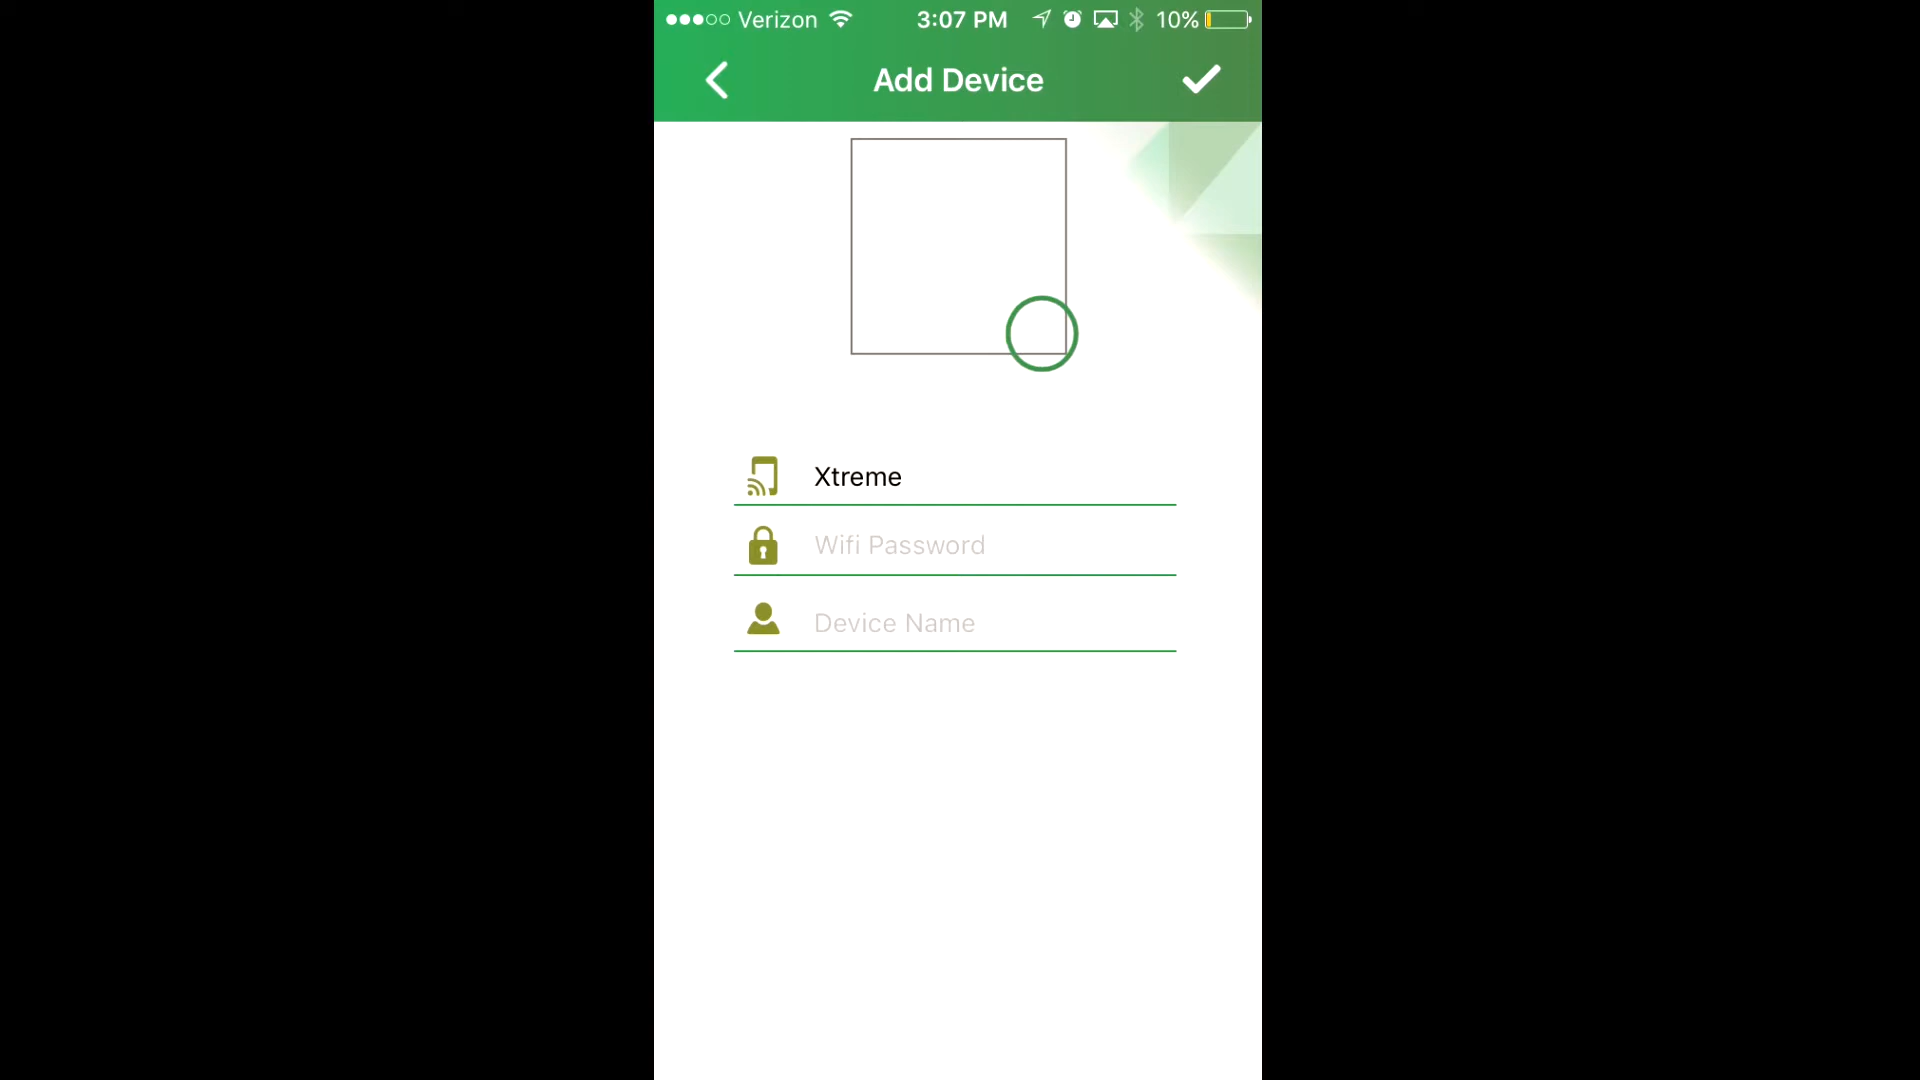 Verizon 3:07 PM 10%
Add Device
Xtreme
Wifi Password
Device Name